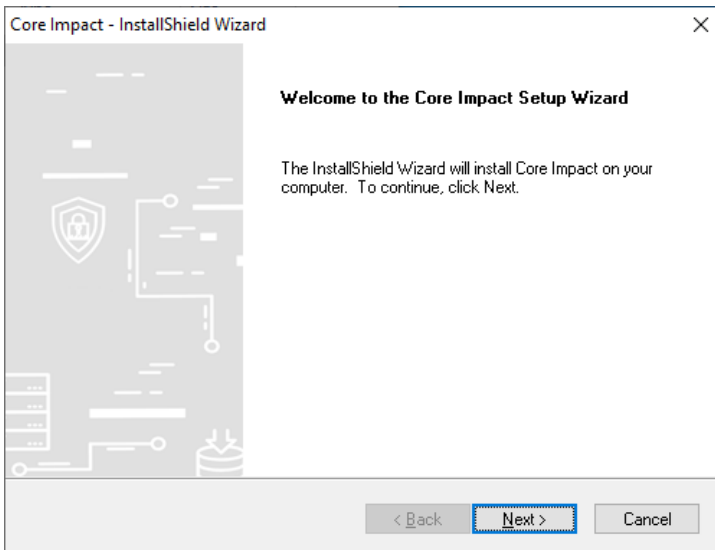 Core Impact - InstallShield Wizard
Welcome to the Core Impact Setup Wizard
The InstallShield Wizard will install Core Impact on your
computer. To continue, click Next.
< Back
Next >
Cancel